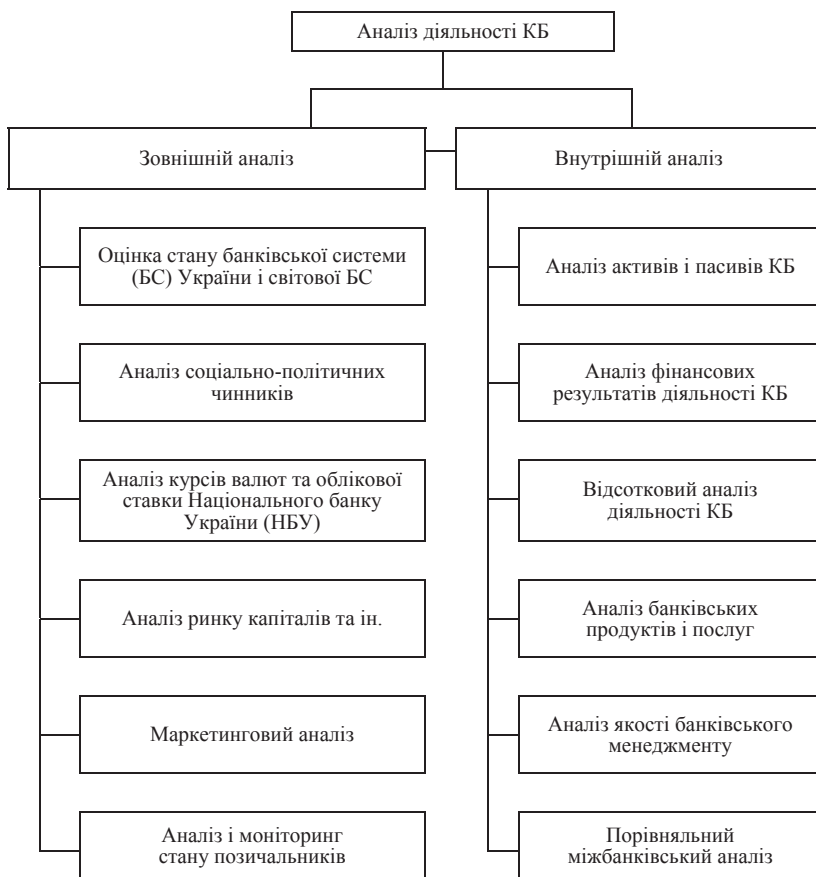 Аналіз діяльності КБ
Зовнішній аналіз
Внутрішній аналіз
Оцінка стану банківської системи
(БС) України і світової БС
Аналіз активів і пасивів КБ
Аналіз соціально-політичних
чинників
Аналіз фінансових
результатів діяльності КБ
Аналіз курсів валют та облікової
ставки Національного банку
України (НБУ)
Відсотковий аналіз
діяльності КБ
Аналіз ринку капіталів та ін.
Аналіз банківських
продуктів і послуг
Маркетинговий аналіз
Аналіз якості банківського
менеджменту
Аналіз і моніторинг
стану позичальників
Порівняльний
міжбанківський аналіз